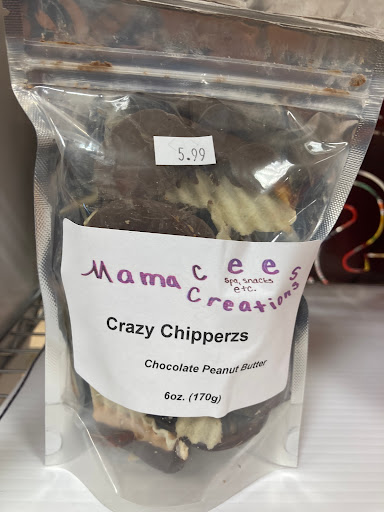 5.99
Mama Cees
Spa, snacks
etc.
Creations
Crazy Chipperzs
Chocolate Peanut Butter
6oz. (170g)